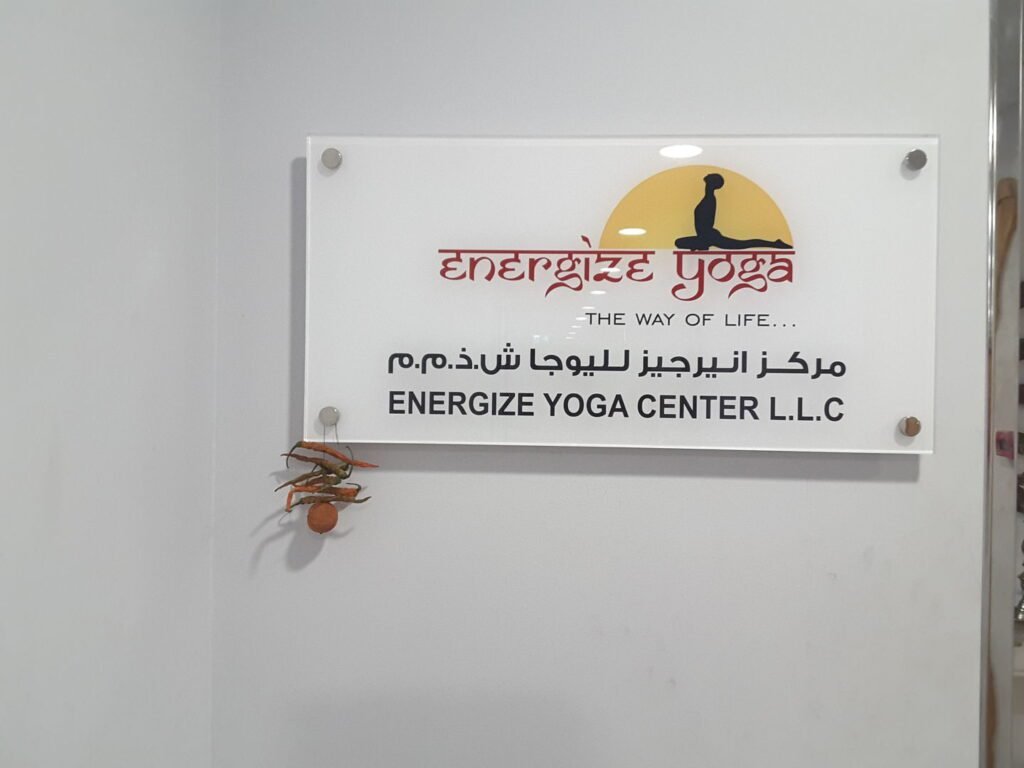 energize yoga
THE WAY OF LIFE...
مركز انيرجيز لليوجا ش.ذ.م.م
ENERGIZE YOGA CENTER L.L.C